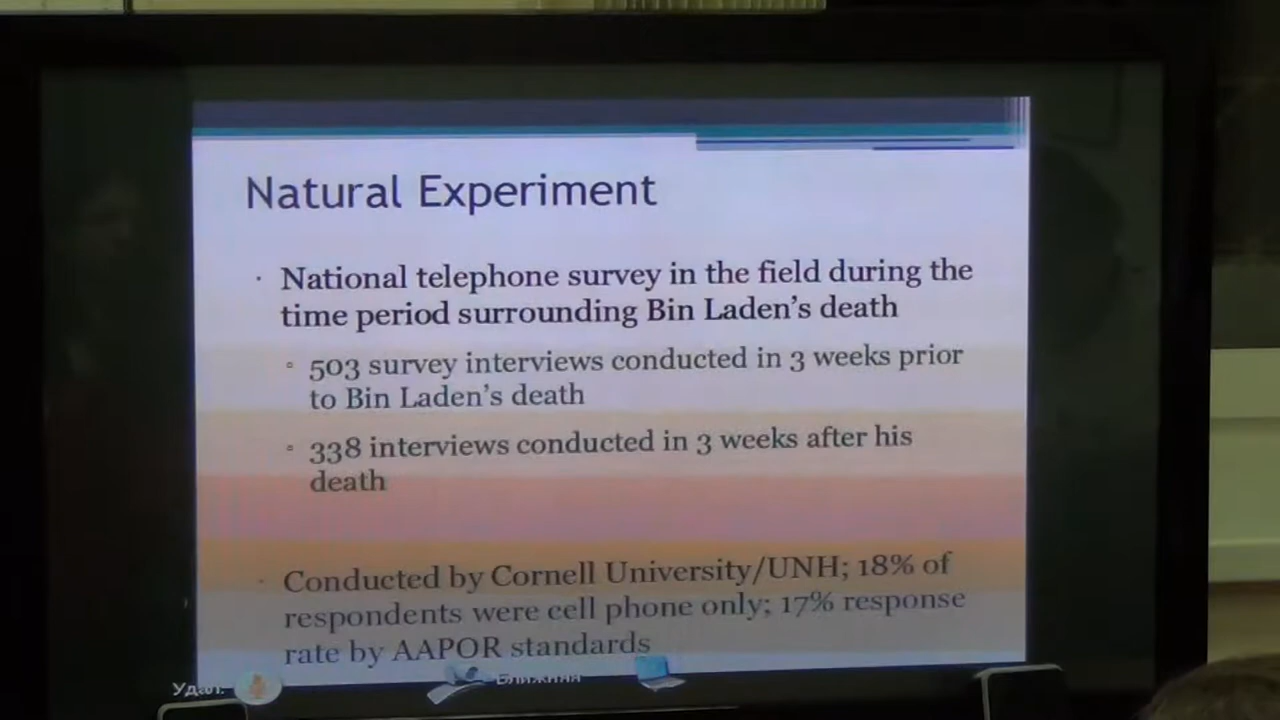 Natural Experiment
· National telephone survey in the field during the
time period surrounding Bin Laden's death
▫ 503 survey interviews conducted in 3 weeks prior
to Bin Laden's death
▫ 338 interviews conducted in 3 weeks after his
death
· Conducted by Cornell University/UNH; 18% of
respondents were cell phone only; 17% response
rate by AAPOR standards